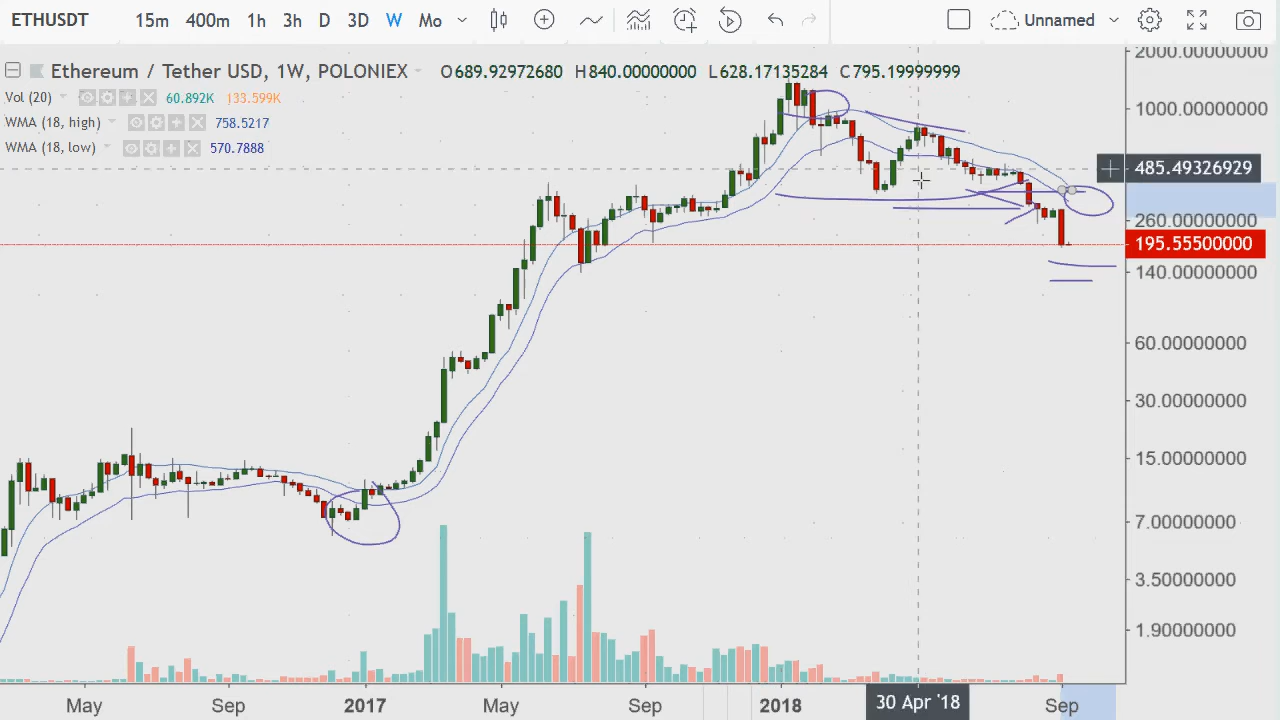 ETHUSDT 15m 400m 1h 3h D 3D W Mo Unnamed
Ethereum / Tether USD, 1W, POLONIEX O689.92972680 H840.00000000 L628.17135284 C795.19999999
Vol (20) 60.892K 133.599K
WMA (18, high) 758.5217
WMA (18, low) 570.7888
2000.00000000
1000.00000000
485.49326929
260.00000000
195.55500000
140.00000000
60.00000000
30.00000000
15.00000000
7.00000000
3.50000000
1.90000000
May Sep 2017 May Sep 2018 30 Apr '18 Sep